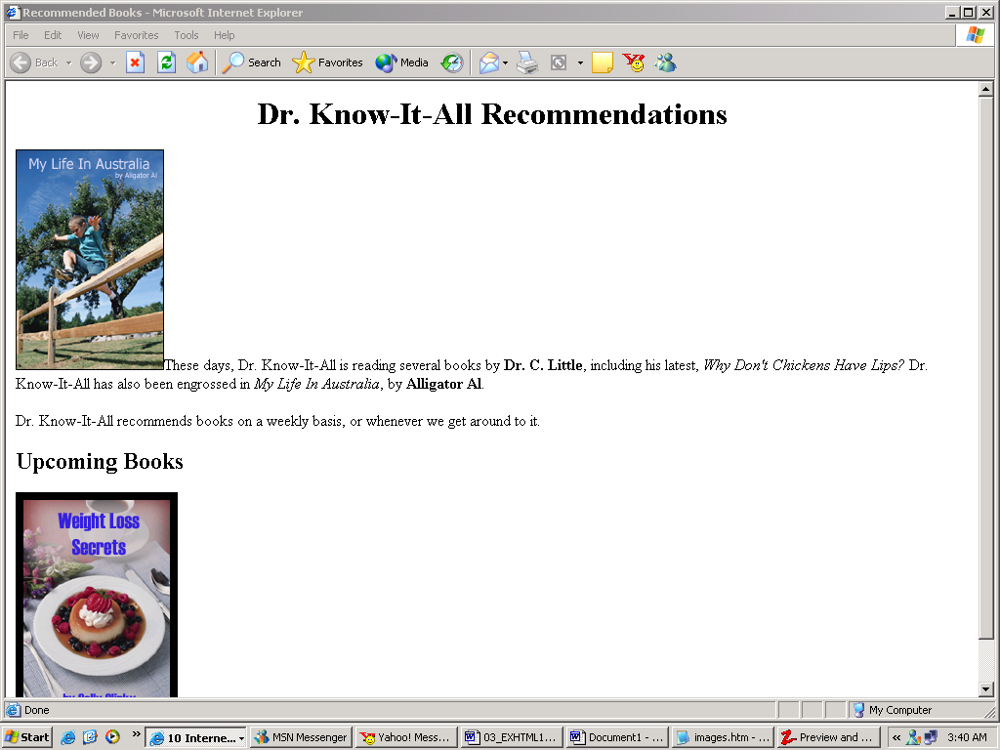 Recommended Books - Microsoft Internet Explorer
File Edit View Favorites Tools Help
Back Search Favorites Media
Dr. Know-It-All Recommendations
My Life In Australia
by Aligator Al
These days, Dr. Know-It-All is reading several books by Dr. C. Little, including his latest, Why Don't Chickens Have Lips? Dr.
Know-It-All has also been engrossed in My Life In Australia, by Alligator Al.
Dr. Know-It-All recommends books on a weekly basis, or whenever we get around to it.
Upcoming Books
Weight Loss
Secrets
Done My Computer
Start » 10 Interne... MSN Messenger Yahoo! Mess... 03_EXHTML1... Document1 - ... images.htm - ... Preview and ... « 3:40 AM